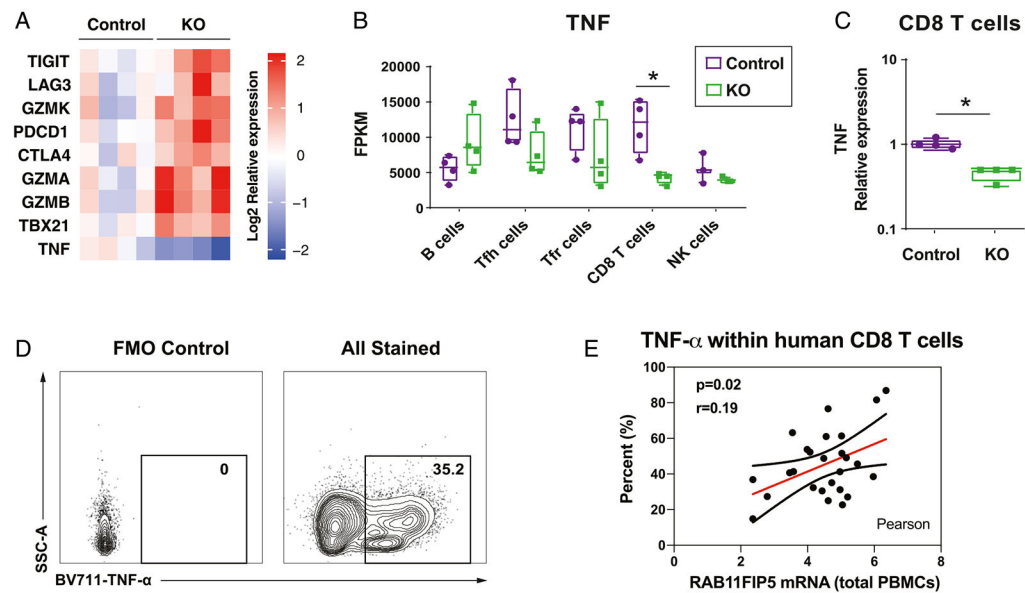 A
Control KO
TIGIT
LAG3
GZMK
PDCD1
CTLA4
GZMA
GZMB
TBX21
TNF
2
1
0
−1
−2
Log2 Relative expression
B
TNF
Control
KO
*
FPKM
20000
15000
10000
5000
0
B cells
Tfh cells
Tfr cells
CD8 T cells
NK cells
C
CD8 T cells
TNF
Relative expression
10
1
0.1
*
Control KO
D
FMO Control
All Stained
0
35.2
SSC-A
BV711-TNF-α
E
TNF-α within human CD8 T cells
p=0.02
r=0.19
Percent (%)
100
80
60
40
20
0
Pearson
0 2 4 6 8
RAB11FIP5 mRNA (total PBMCs)